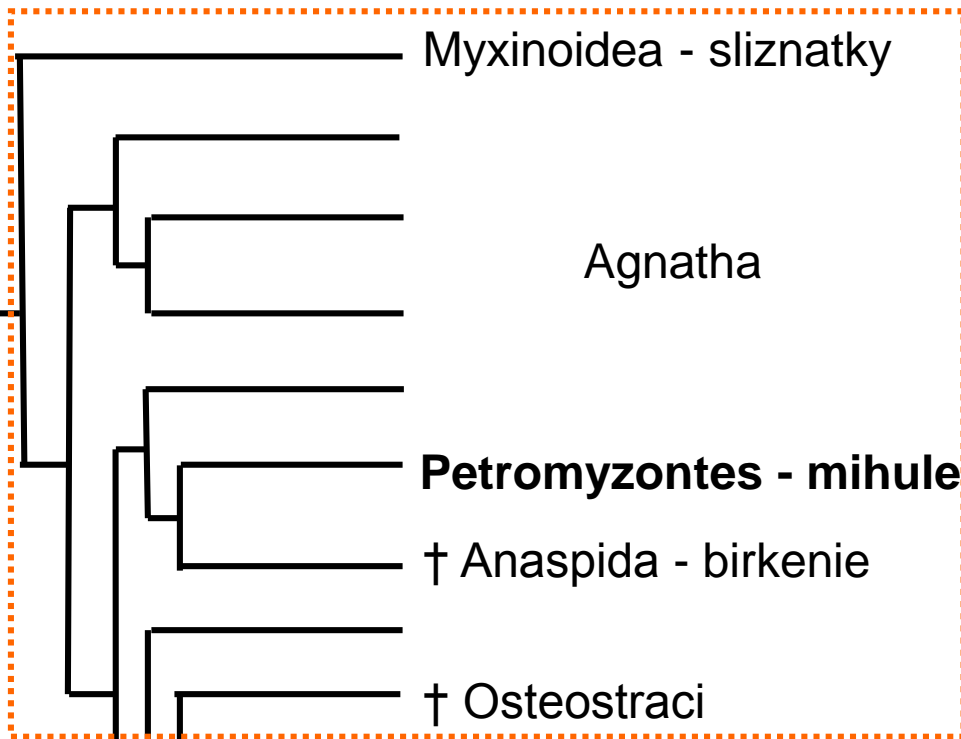 Myxinoidea - sliznatky
Agnatha
Petromyzontes - mihule
† Anaspida - birkenie
† Osteostraci